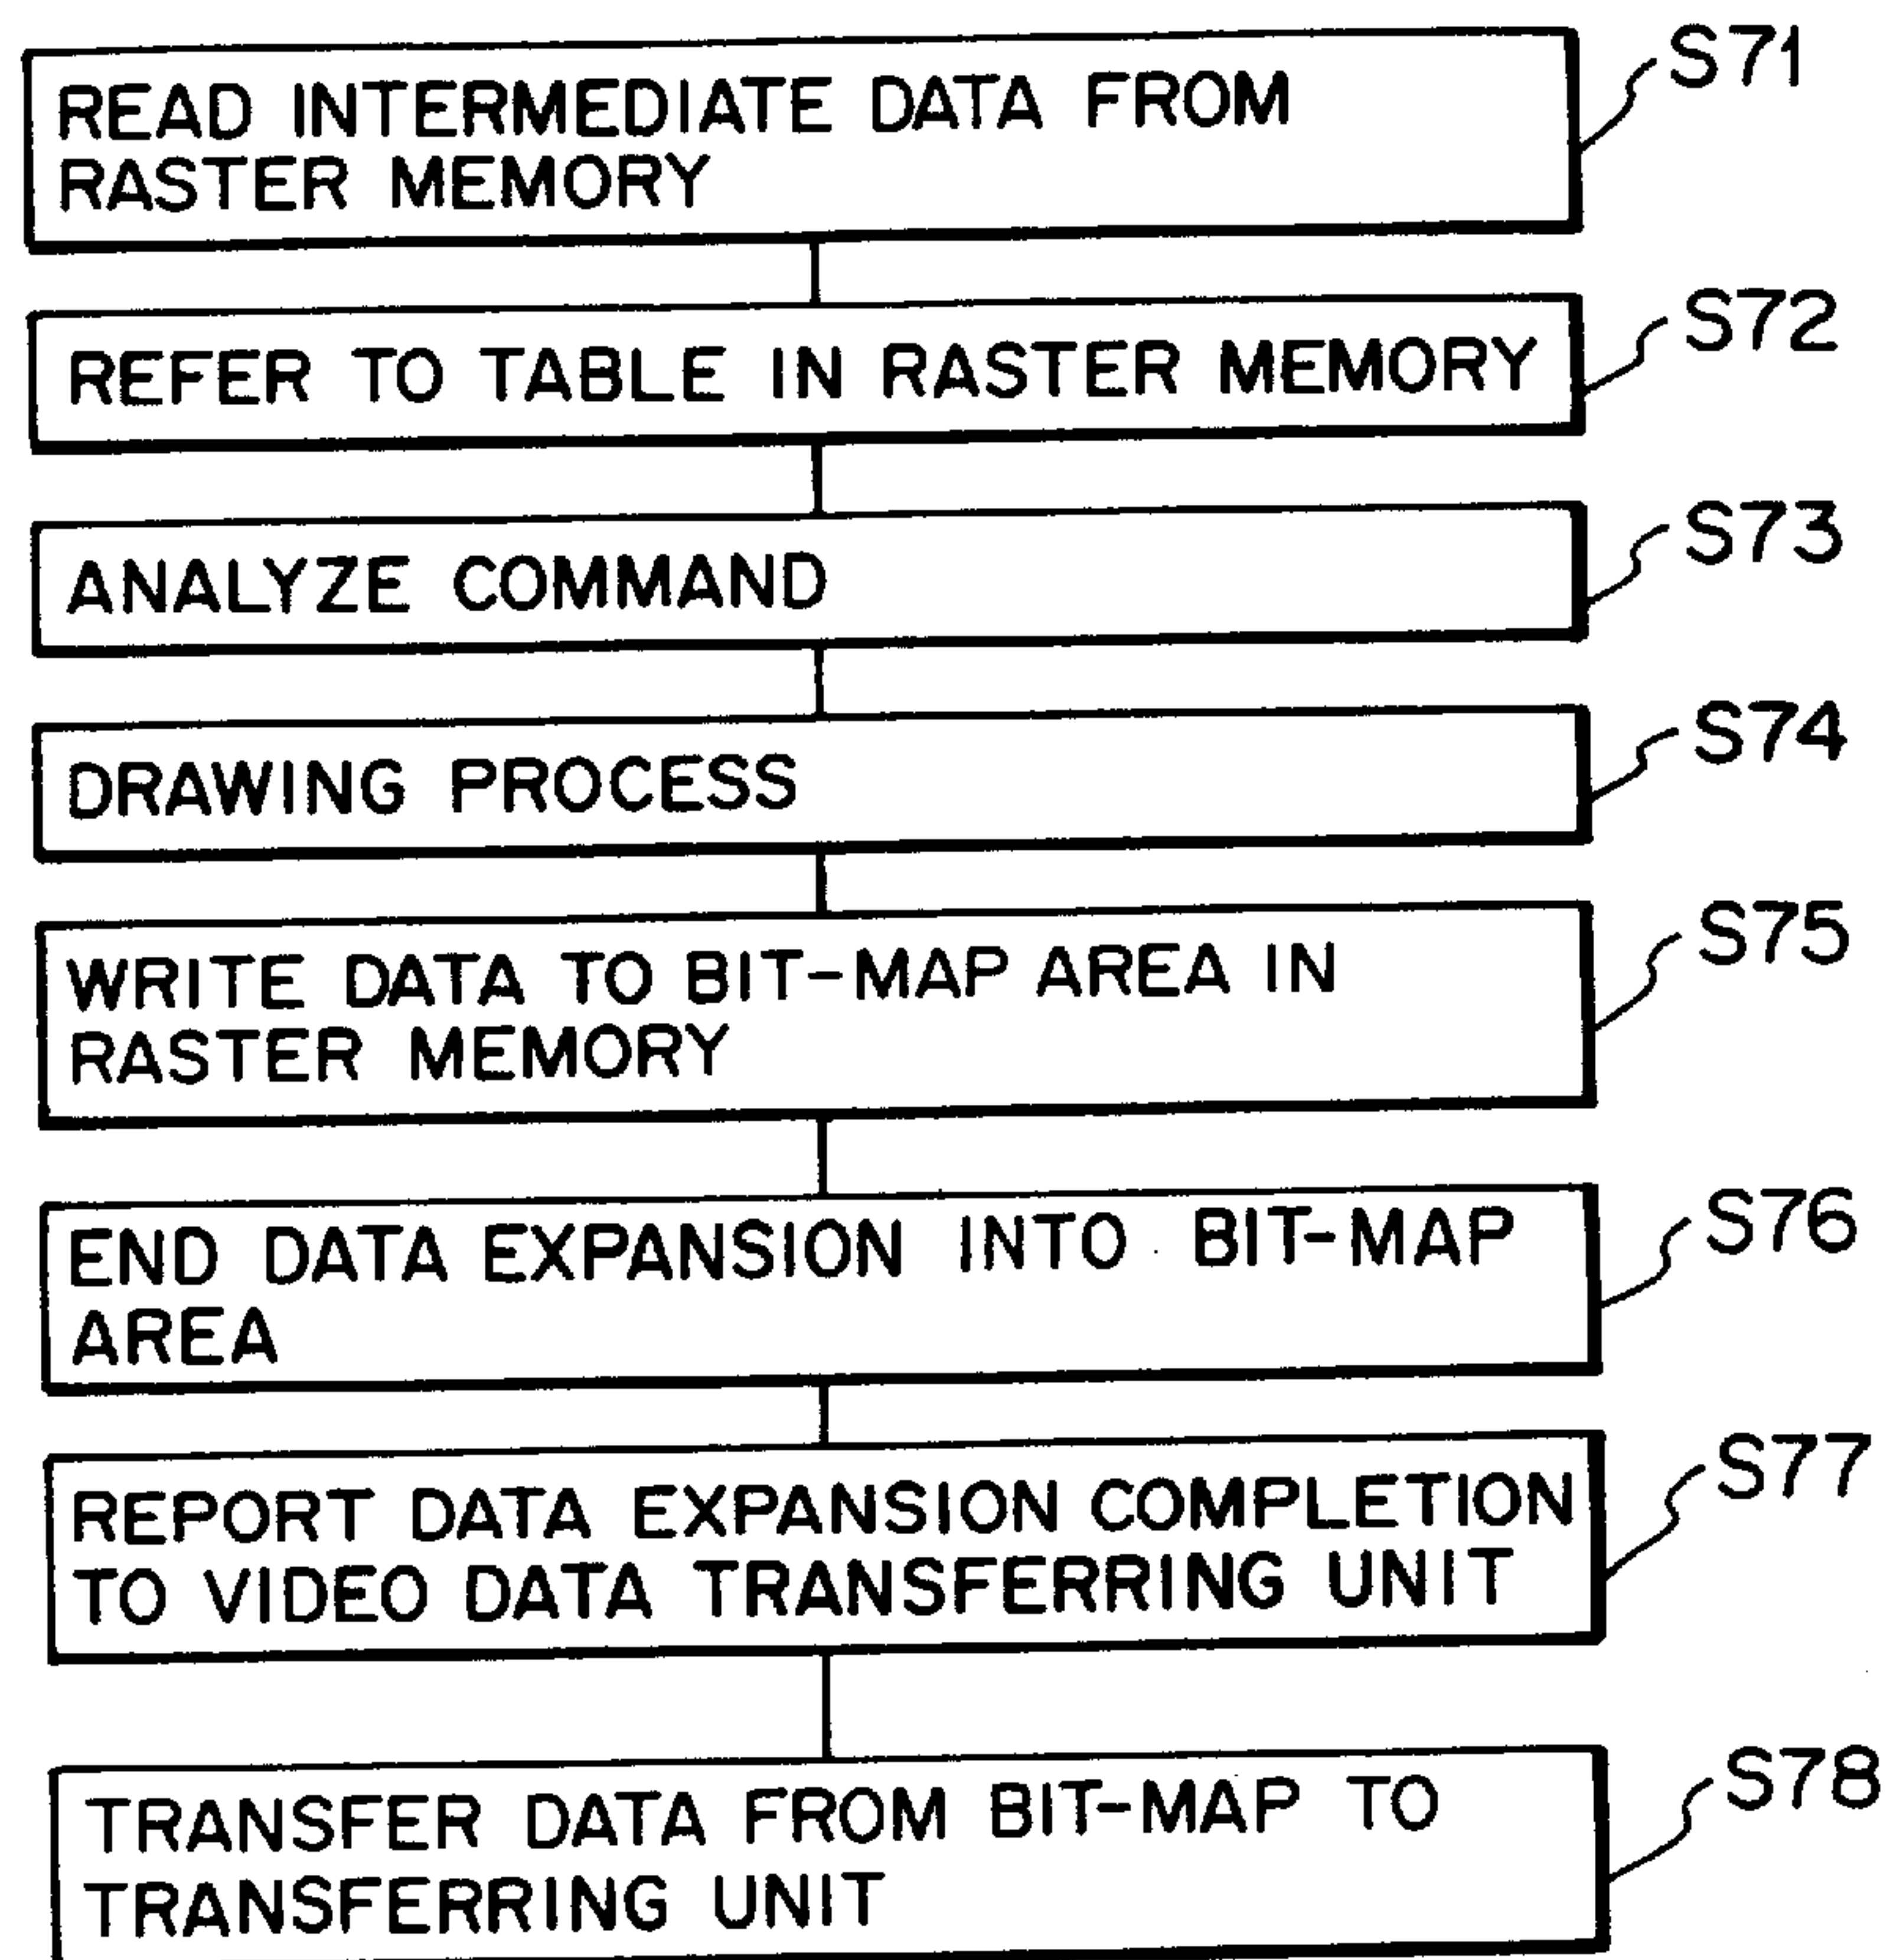 S71
READ INTERMEDIATE DATA FROM
RASTER MEMORY
S72
REFER TO TABLE IN RASTER MEMORY
S73
ANALYZE COMMAND
S74
DRAWING PROCESS
S75
WRITE DATA TO BIT-MAP AREA IN
RASTER MEMORY
S76
END DATA EXPANSION INTO BIT-MAP
AREA
S77
REPORT DATA EXPANSION COMPLETION
TO VIDEO DATA TRANSFERRING UNIT
S78
TRANSFER DATA FROM BIT-MAP TO
TRANSFERRING UNIT